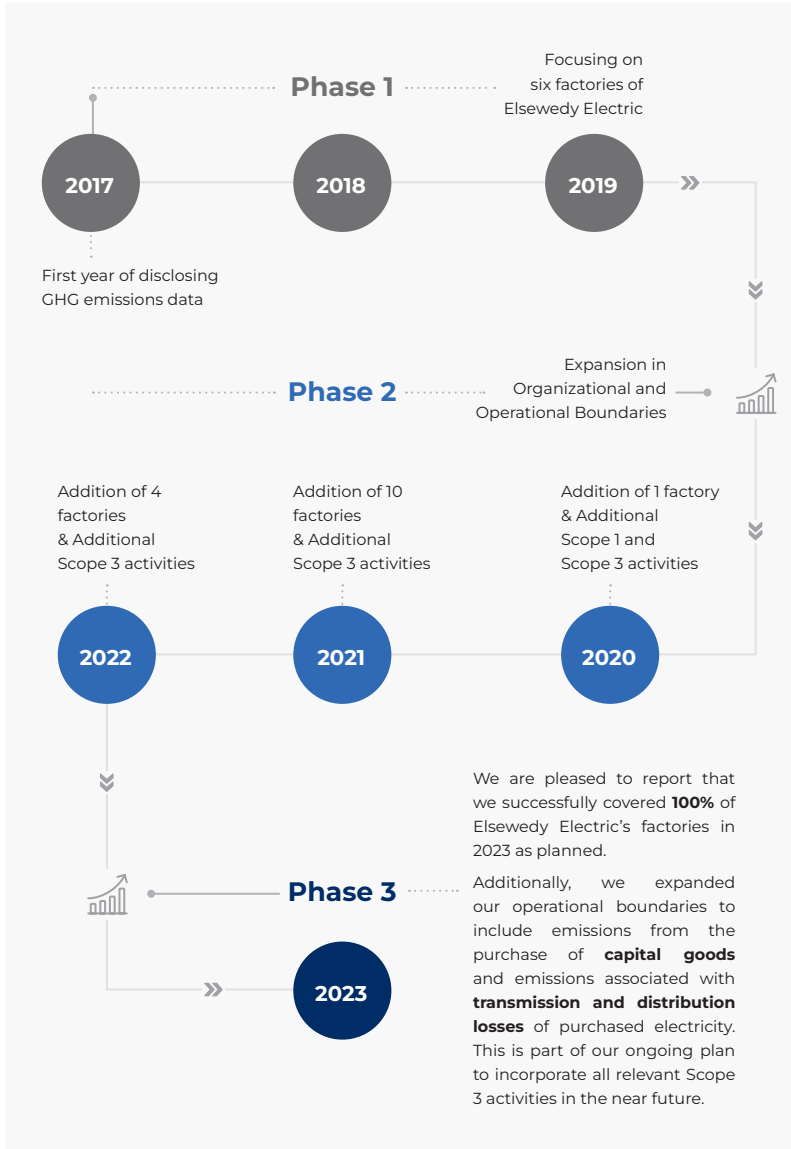 Focusing on
six factories of
Elsewedy Electric
Phase 1
2017
2018
2019
First year of disclosing
GHG emissions data
Phase 2
Expansion in
Organizational and
Operational Boundaries
Addition of 4
factories
& Additional
Scope 3 activities
Addition of 10
factories
& Additional
Scope 3 activities
Addition of 1 factory
& Additional
Scope 1 and
Scope 3 activities
2022
2021
2020
Phase 3
2023
We are pleased to report that
we successfully covered 100% of
Elsewedy Electric's factories in
2023 as planned.
Additionally, we expanded
our operational boundaries to
include emissions from the
purchase of capital goods
and emissions associated with
transmission and distribution
losses of purchased electricity.
This is part of our ongoing plan
to incorporate all relevant Scope
3 activities in the near future.